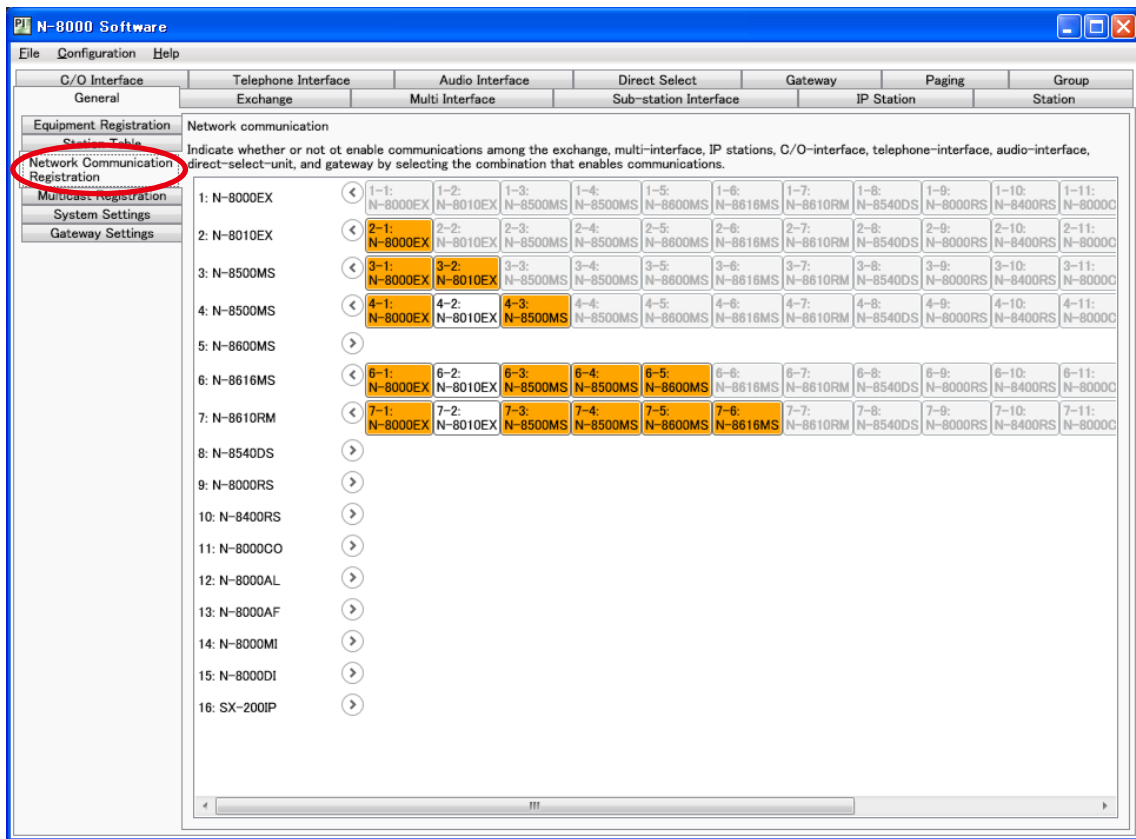 N-8000 Software
File Configuration Help
C/O Interface Telephone Interface Audio Interface Direct Select Gateway Paging Group
General Exchange Multi Interface Sub-station Interface IP Station Station
Equipment Registration
Station Table
Network Communication
Registration
Multicast Registration
System Settings
Gateway Settings
Network communication
Indicate whether or not ot enable communications among the exchange, multi-interface, IP stations, C/O-interface, telephone-interface, audio-interface,
direct-select-unit, and gateway by selecting the combination that enables communications.
1: N-8000EX
1-1: 1-2: 1-3: 1-4: 1-5: 1-6: 1-7: 1-8: 1-9: 1-10: 1-11:
N-8000EX N-8010EX N-8500MS N-8500MS N-8600MS N-8616MS N-8610RM N-8540DS N-8000RS N-8400RS N-8000C
2: N-8010EX
2-1: 2-2: 2-3: 2-4: 2-5: 2-6: 2-7: 2-8: 2-9: 2-10: 2-11:
N-8000EX N-8010EX N-8500MS N-8500MS N-8600MS N-8616MS N-8610RM N-8540DS N-8000RS N-8400RS N-8000C
3: N-8500MS
3-1: 3-2: 3-3: 3-4: 3-5: 3-6: 3-7: 3-8: 3-9: 3-10: 3-11:
N-8000EX N-8010EX N-8500MS N-8500MS N-8600MS N-8616MS N-8610RM N-8540DS N-8000RS N-8400RS N-8000C
4: N-8500MS
4-1: 4-2: 4-3: 4-4: 4-5: 4-6: 4-7: 4-8: 4-9: 4-10: 4-11:
N-8000EX N-8010EX N-8500MS N-8500MS N-8600MS N-8616MS N-8610RM N-8540DS N-8000RS N-8400RS N-8000C
5: N-8600MS
6: N-8616MS
6-1: 6-2: 6-3: 6-4: 6-5: 6-6: 6-7: 6-8: 6-9: 6-10: 6-11:
N-8000EX N-8010EX N-8500MS N-8500MS N-8600MS N-8616MS N-8610RM N-8540DS N-8000RS N-8400RS N-8000C
7: N-8610RM
7-1: 7-2: 7-3: 7-4: 7-5: 7-6: 7-7: 7-8: 7-9: 7-10: 7-11:
N-8000EX N-8010EX N-8500MS N-8500MS N-8600MS N-8616MS N-8610RM N-8540DS N-8000RS N-8400RS N-8000C
8: N-8540DS
9: N-8000RS
10: N-8400RS
11: N-8000CO
12: N-8000AL
13: N-8000AF
14: N-8000MI
15: N-8000DI
16: SX-200IP